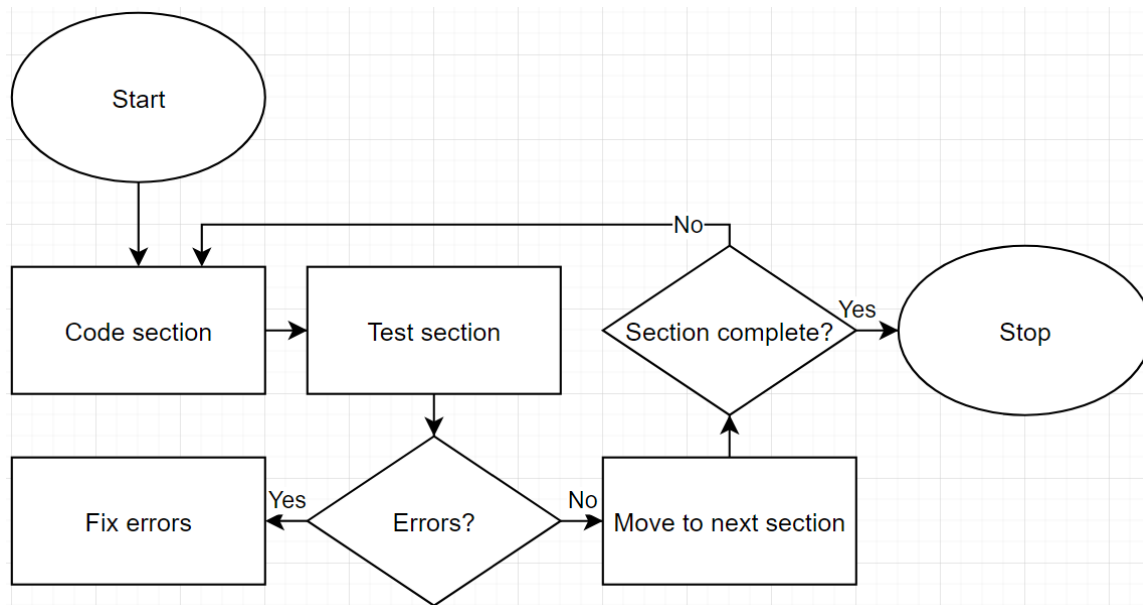 Start
No
Code section
Test section
Section complete?
Yes
Stop
Fix errors
Yes
Errors?
No
Move to next section